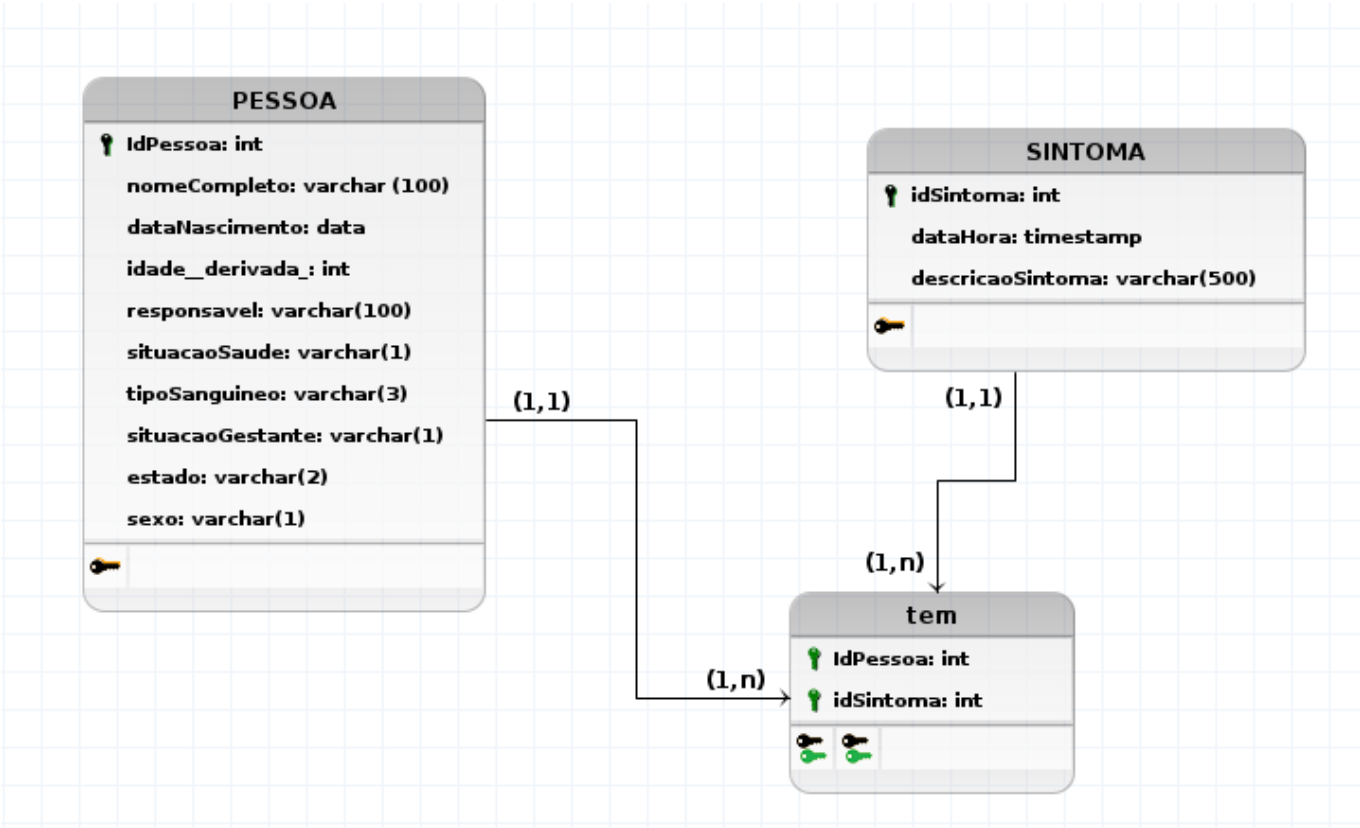 PESSOA
IdPessoa: int
nomeCompleto: varchar (100)
dataNascimento: data
idade__derivada_: int
responsavel: varchar(100)
situacaoSaude: varchar(1)
tipoSanguineo: varchar(3)
situacaoGestante: varchar(1)
estado: varchar(2)
sexo: varchar(1)
(1,1)
(1,n)
SINTOMA
idSintoma: int
dataHora: timestamp
descricaoSintoma: varchar(500)
(1,1)
(1,n)
tem
IdPessoa: int
idSintoma: int